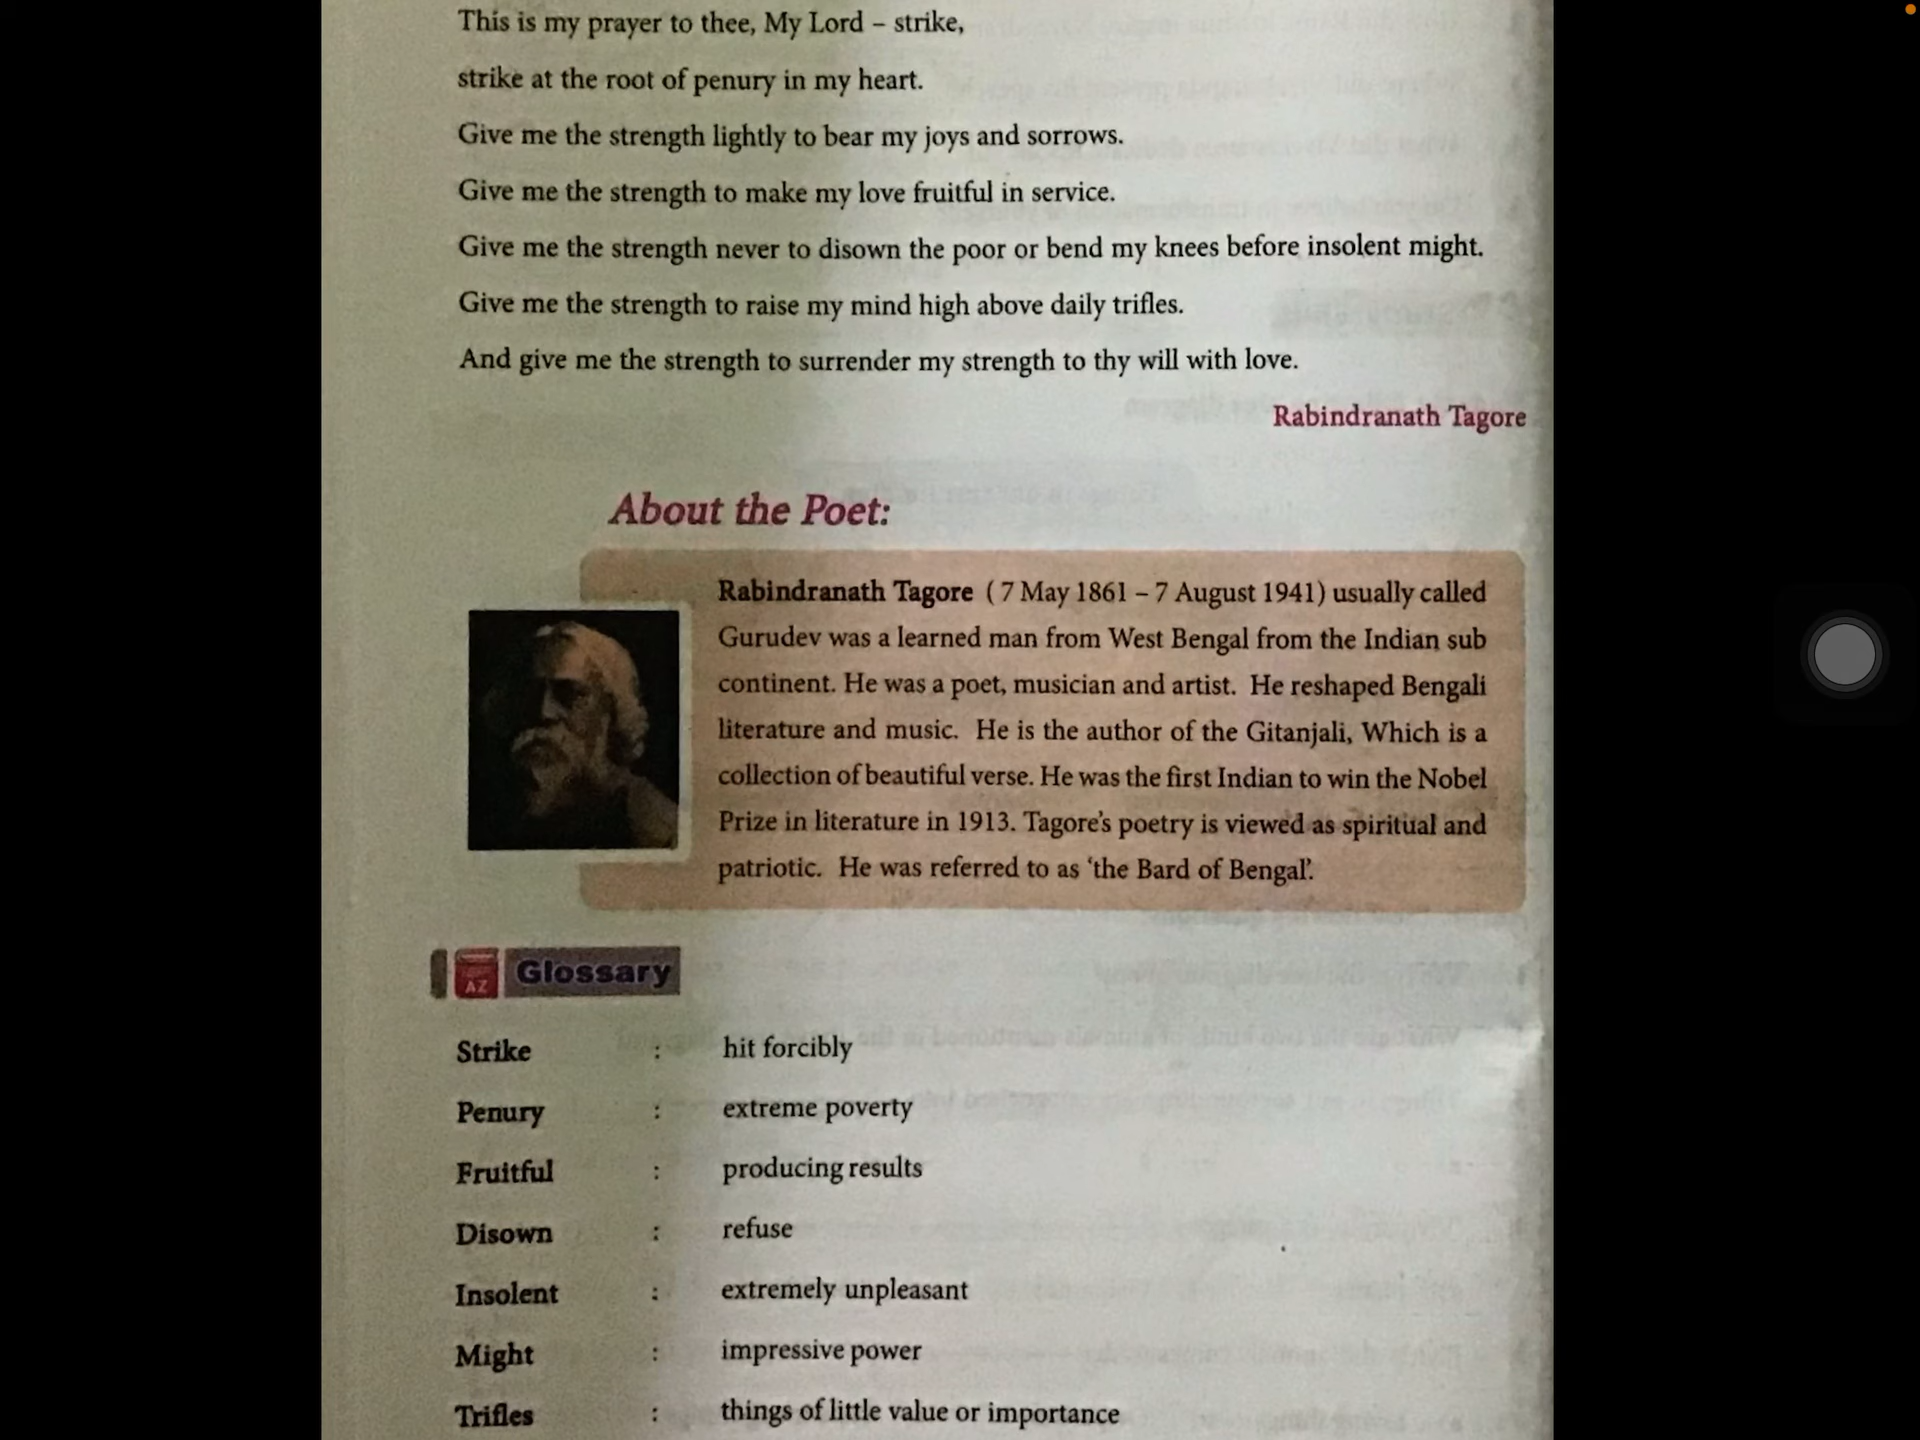 This is my prayer to thee, My Lord – strike,
strike at the root of penury in my heart.
Give me the strength lightly to bear my joys and sorrows.
Give me the strength to make my love fruitful in service.
Give me the strength never to disown the poor or bend my knees before insolent might.
Give me the strength to raise my mind high above daily trifles.
And give me the strength to surrender my strength to thy will with love.
Rabindranath Tagore
About the Poet:
Rabindranath Tagore ( 7 May 1861 – 7 August 1941) usually called
Gurudev was a learned man from West Bengal from the Indian sub
continent. He was a poet, musician and artist. He reshaped Bengali
literature and music. He is the author of the Gitanjali, Which is a
collection of beautiful verse. He was the first Indian to win the Nobel
Prize in literature in 1913. Tagore's poetry is viewed as spiritual and
patriotic. He was referred to as 'the Bard of Bengal'.
AZ Glossary
Strike : hit forcibly
Penury : extreme poverty
Fruitful : producing results
Disown : refuse
Insolent : extremely unpleasant
Might : impressive power
Trifles : things of little value or importance